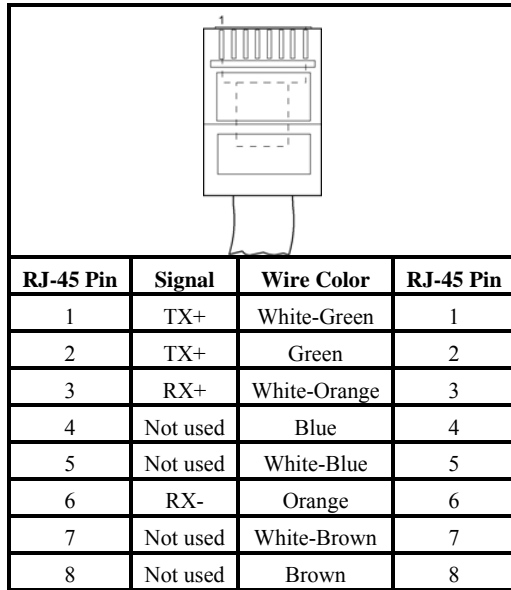 1
RJ-45 Pin Signal Wire Color RJ-45 Pin
1 TX+ White-Green 1
2 TX+ Green 2
3 RX+ White-Orange 3
4 Not used Blue 4
5 Not used White-Blue 5
6 RX- Orange 6
7 Not used White-Brown 7
8 Not used Brown 8